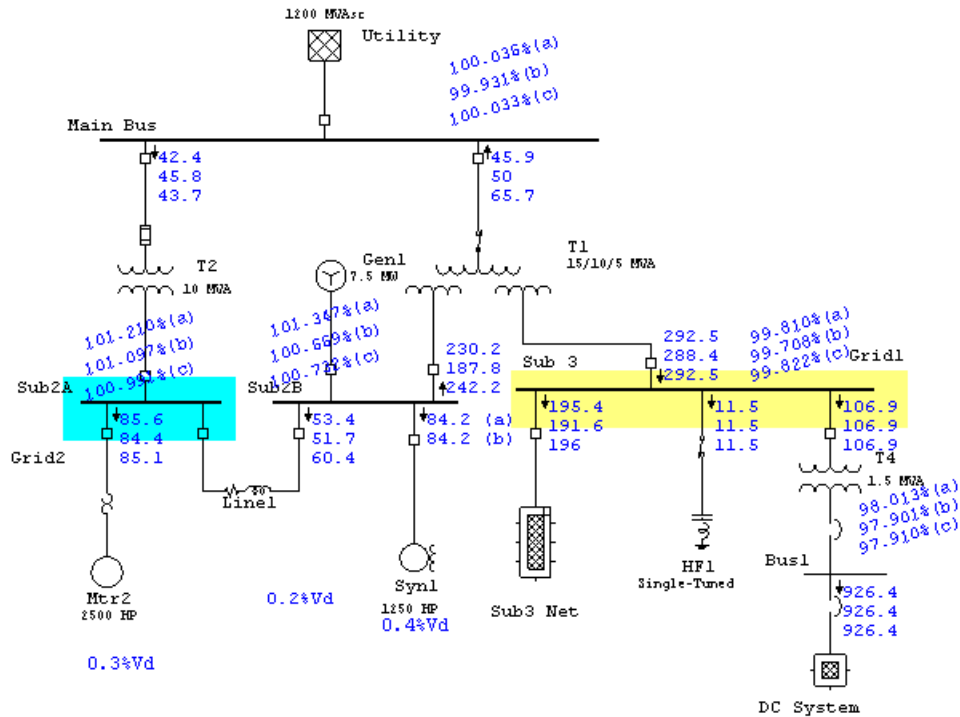 1200 MVAsc
Utility
100.036%(a)
99.931%(b)
100.033%(c)
Main Bus
42.4
45.8
43.7
45.9
50
65.7
T2
10 MVA
Gen1
7.5 MW
T1
15/10/5 MVA
101.210%(a)
101.097%(b)
100.991%(c)
101.347%(a)
100.669%(b)
100.732%(c)
230.2
187.8
242.2
292.5
288.4
292.5
99.810%(a)
99.708%(b)
99.822%(c)
Sub 3
Grid1
Sub2A
Sub2B
85.6
84.4
85.1
53.4
51.7
60.4
84.2 (a)
84.2 (b)
195.4
191.6
196
11.5
11.5
11.5
106.9
106.9
106.9
Grid2
Line1
T4
1.5 MVA
98.013%(a)
97.901%(b)
97.910%(c)
Bus1
926.4
926.4
926.4
Mtr2
2500 HP
0.3%Vd
0.2%Vd
Syn1
1250 HP
0.4%Vd
Sub3 Net
HF1
Single-Tuned
DC System